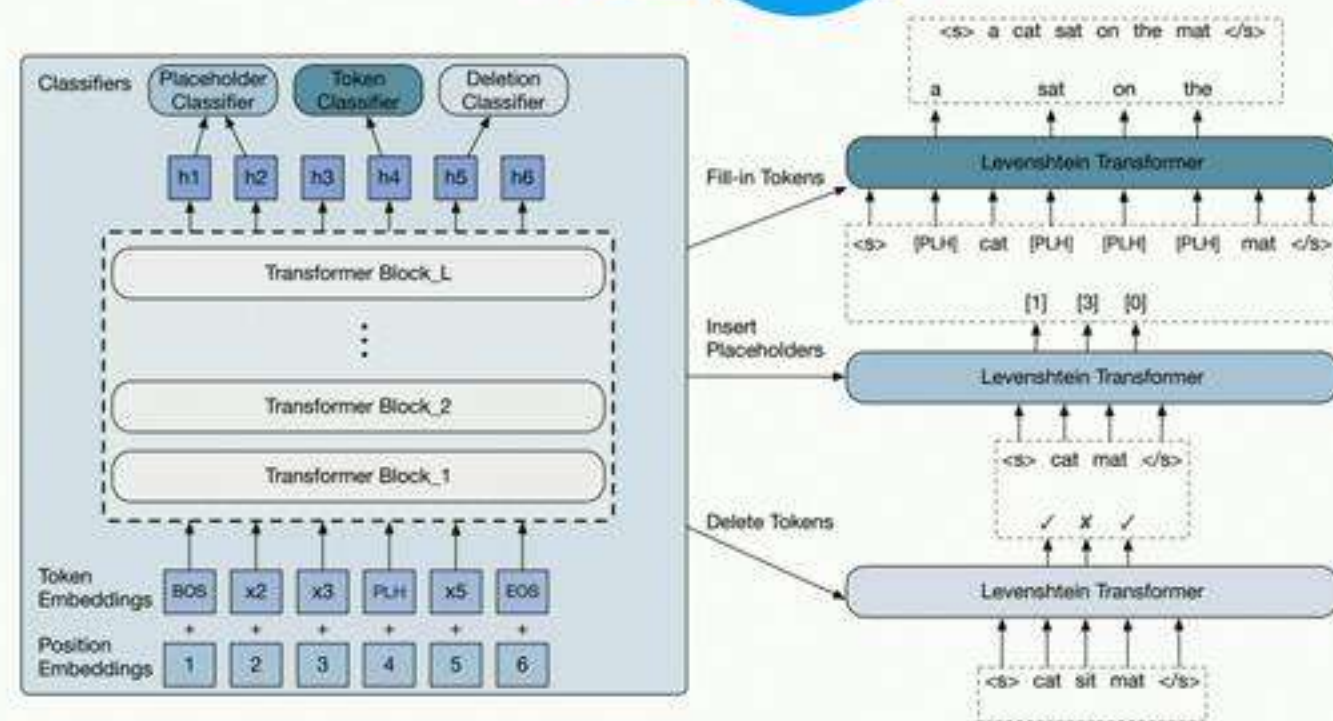 Classifiers
Placeholder
Classifier
Token
Classifier
Deletion
Classifier
h1 h2 h3 h4 h5 h6
Transformer Block_L
Transformer Block_2
Transformer Block_1
Token
Embeddings
BOS x2 x3 PLH x5 EOS
+ + + + + +
Position
Embeddings
1 2 3 4 5 6
Fill-in Tokens
Insert
Placeholders
Delete Tokens
<s> a cat sat on the mat </s>
a sat on the
Levenshtein Transformer
<s> [PLH] cat [PLH] [PLH] [PLH] mat </s>
[1] [3] [0]
Levenshtein Transformer
<s> cat mat </s>
✓ ✗ ✓
Levenshtein Transformer
<s> cat sit mat </s>